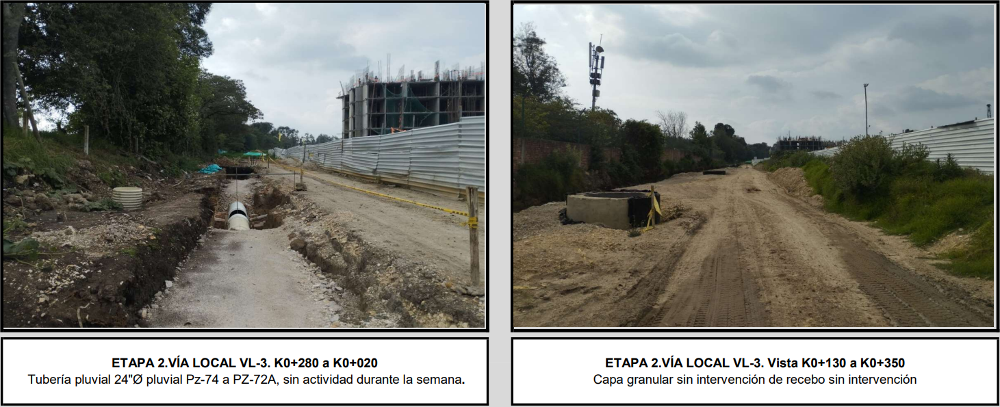 ETAPA 2.VÍA LOCAL VL-3. K0+280 a K0+020
Tubería pluvial 24"Ø pluvial Pz-74 a PZ-72A, sin actividad durante la semana.
ETAPA 2.VÍA LOCAL VL-3. Vista K0+130 a K0+350
Capa granular sin intervención de recebo sin intervención